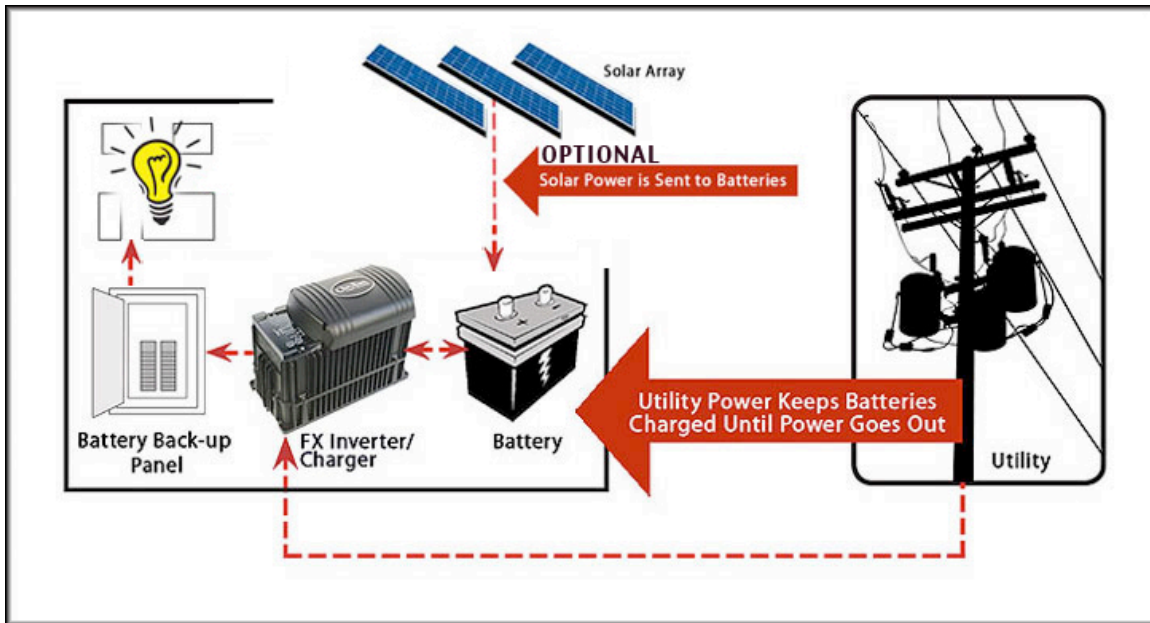 Solar Array
OPTIONAL
Solar Power is Sent to Batteries
Utility Power Keeps Batteries
Charged Until Power Goes Out
Battery Back-up
Panel
FX Inverter/
Charger
Battery
Utility